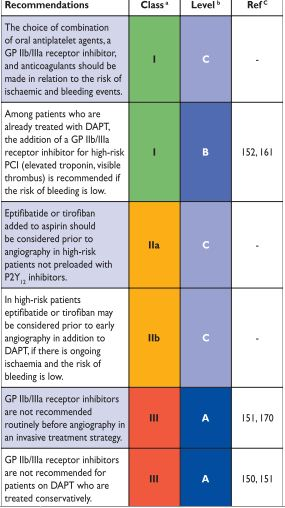 Recommendations Class a Level b Ref C
The choice of combination
of oral antiplatelet agents, a
GP IIb/IIIa receptor inhibitor,
and anticoagulants should be
made in relation to the risk of
ischaemic and bleeding events.
I C -
Among patients who are
already treated with DAPT,
the addition of a GP IIb/IIIa
receptor inhibitor for high-risk
PCI (elevated troponin, visible
thrombus) is recommended if
the risk of bleeding is low.
I B 152, 161
Eptifibatide or tirofiban
added to aspirin should
be considered prior to
angiography in high-risk
patients not preloaded with
P2Y12 inhibitors.
IIa C -
In high-risk patients
eptifibatide or tirofiban may
be considered prior to early
angiography in addition to
DAPT, if there is ongoing
ischaemia and the risk of
bleeding is low.
IIb C -
GP IIb/IIIa receptor inhibitors
are not recommended
routinely before angiography in
an invasive treatment strategy.
III A 151, 170
GP IIb/IIIa receptor inhibitors
are not recommended for
patients on DAPT who are
treated conservatively.
III A 150, 151